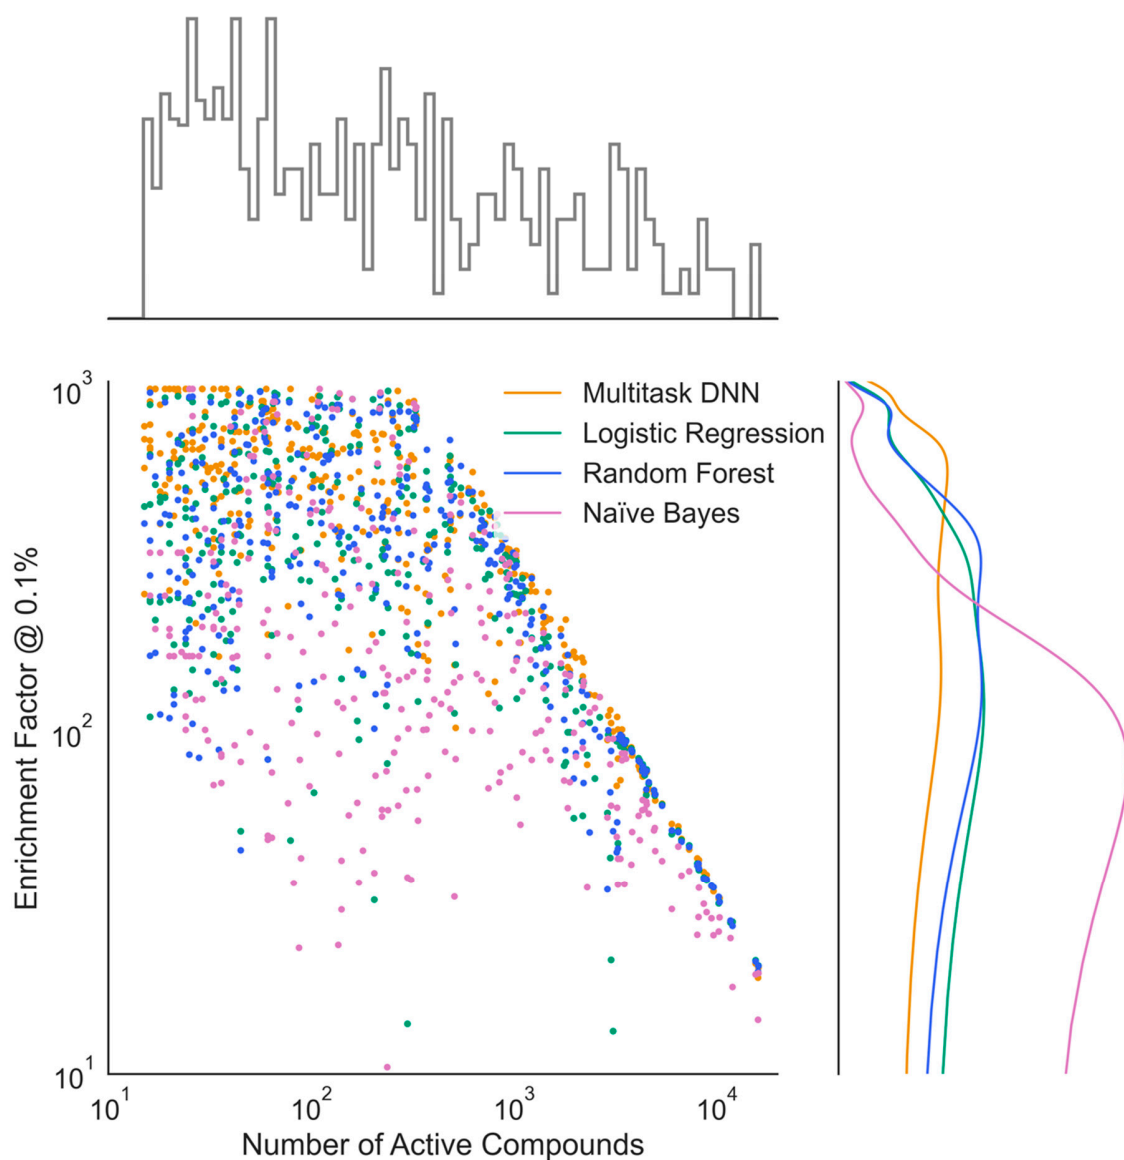 10³
Multitask DNN
Logistic Regression
Random Forest
Naïve Bayes
Enrichment Factor @ 0.1%
10²
10¹
10¹ 10² 10³ 10⁴
Number of Active Compounds